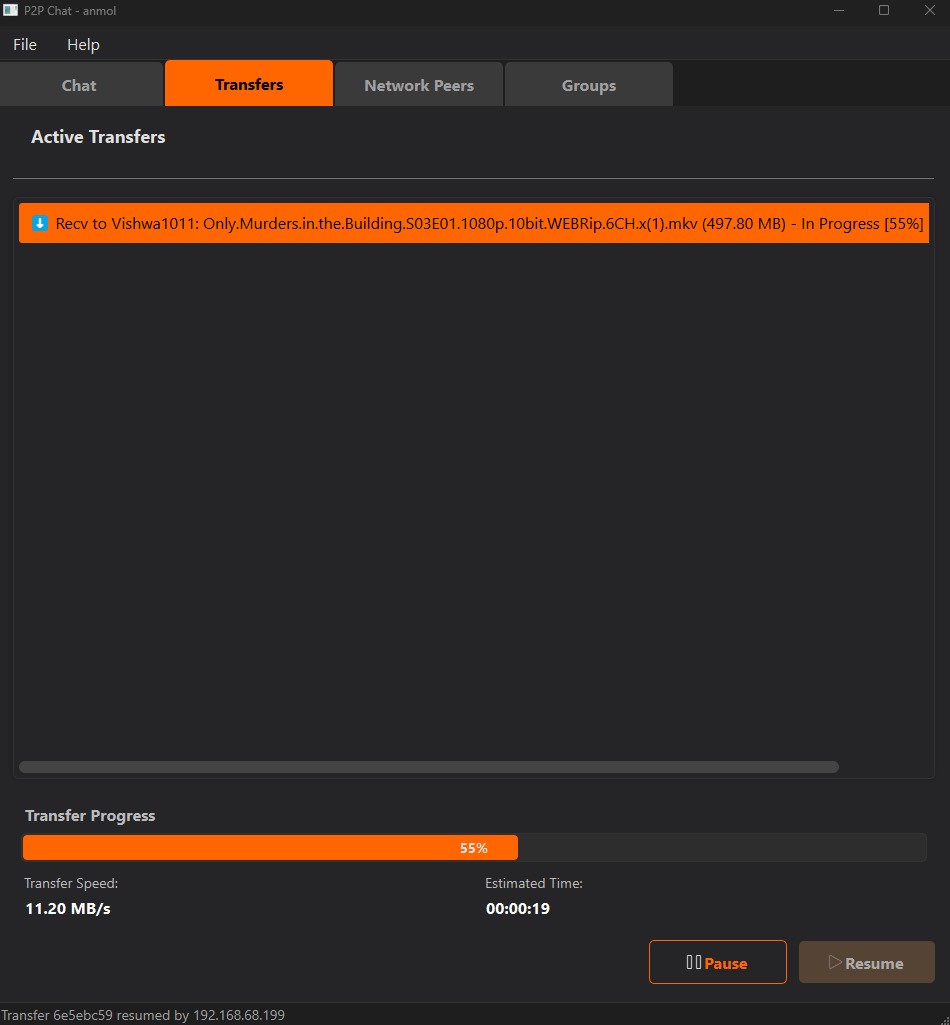 P2P Chat - anmol
File Help
Chat Transfers Network Peers Groups
Active Transfers
Recv to Vishwa1011: Only.Murders.in.the.Building.S03E01.1080p.10bit.WEBRip.6CH.x(1).mkv (497.80 MB) - In Progress [55%]
Transfer Progress
55%
Transfer Speed: Estimated Time:
11.20 MB/s 00:00:19
Pause Resume
Transfer 6e5ebc59 resumed by 192.168.68.199